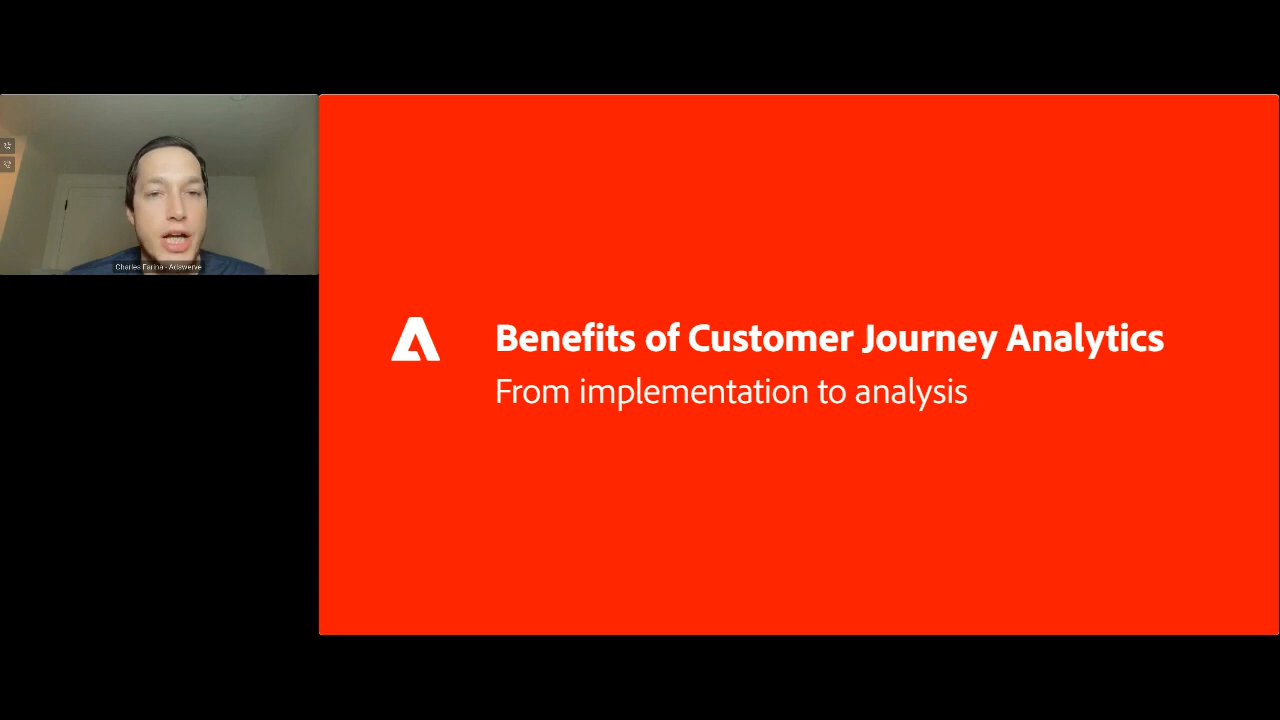 Charles Farina - Adswerve
Benefits of Customer Journey Analytics
From implementation to analysis